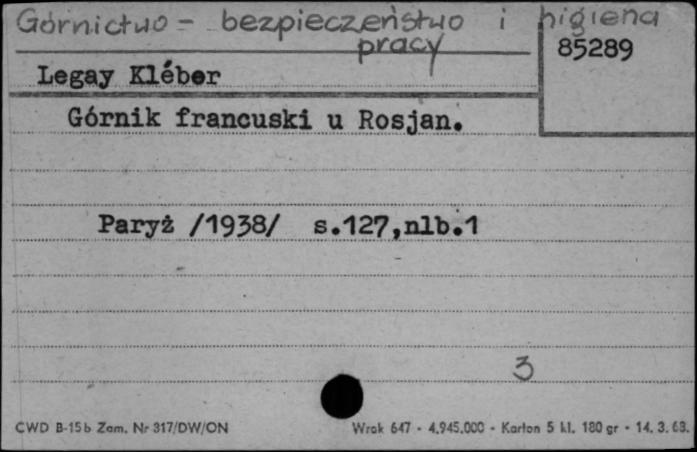 Górnictwo - bezpieczeństwo i higiena
pracy
85289
Legay Kléber
Górnik francuski u Rosjan.
Paryż /1938/ s.127,nlb.1
3
CWD B-15b Zam. Nr 317/DW/ON
Wrak 647 - 4.945.000 - Karton 5 kl. 180 gr - 14. 3. 63.